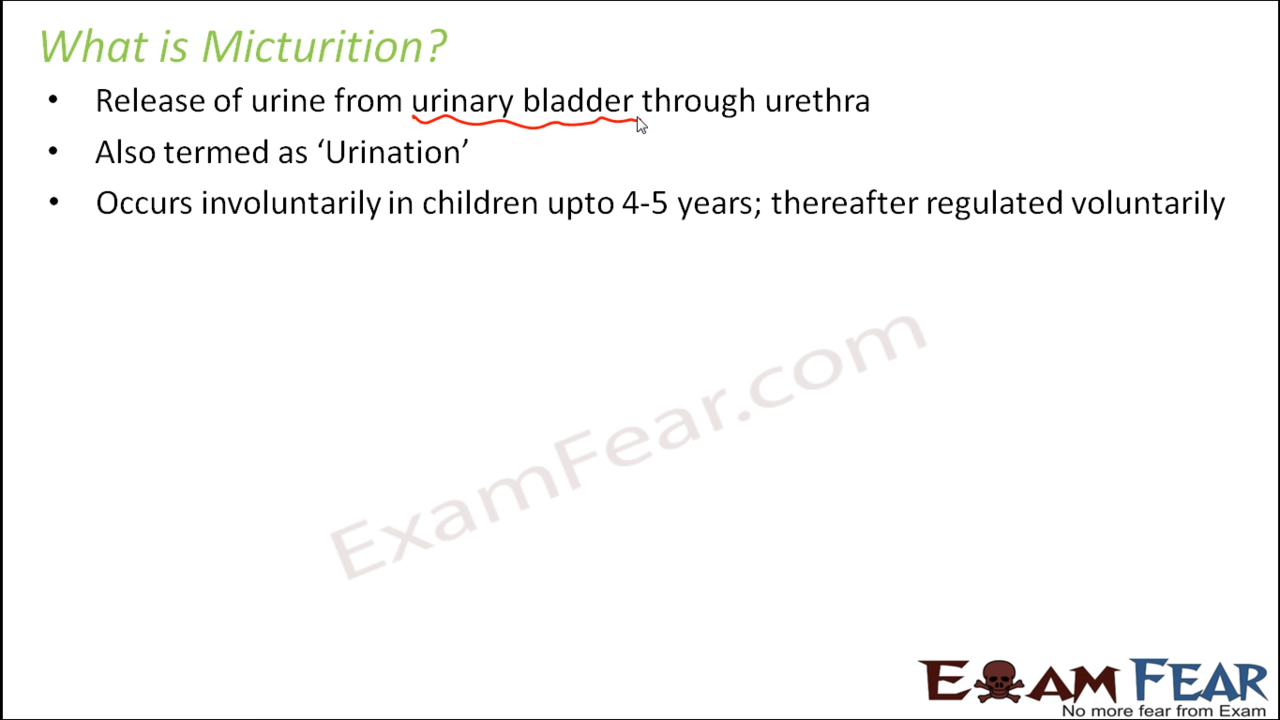 What is Micturition?
• Release of urine from urinary bladder through urethra
• Also termed as ‘Urination’
• Occurs involuntarily in children upto 4-5 years; thereafter regulated voluntarily
ExamFear.com
EXAM FEAR
No more fear from Exam